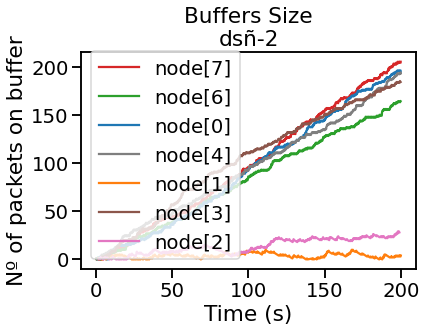 Buffers Size
dsñ-2
Nº of packets on buffer
200
150
100
50
0
node[7]
node[6]
node[0]
node[4]
node[1]
node[3]
node[2]
0 50 100 150 200
Time (s)